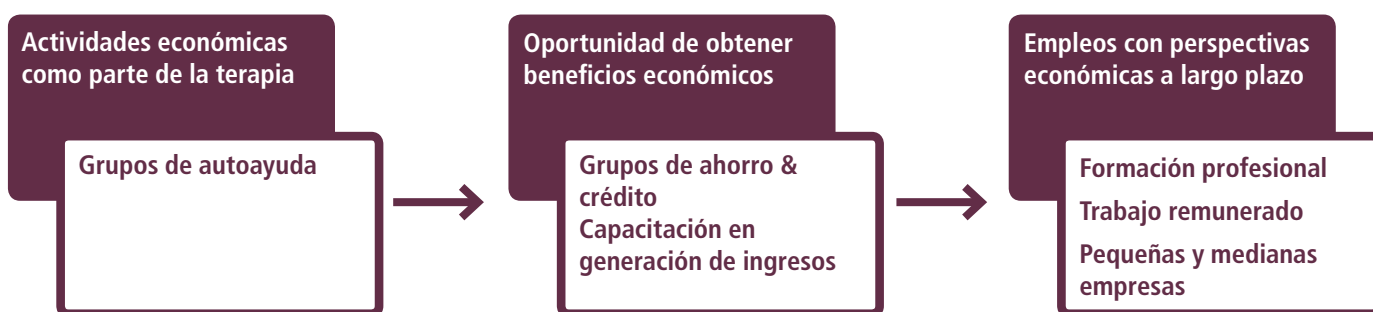 Actividades económicas
como parte de la terapia
Grupos de autoayuda
Oportunidad de obtener
beneficios económicos
Grupos de ahorro &
crédito
Capacitación en
generación de ingresos
Empleos con perspectivas
económicas a largo plazo
Formación profesional
Trabajo remunerado
Pequeñas y medianas
empresas